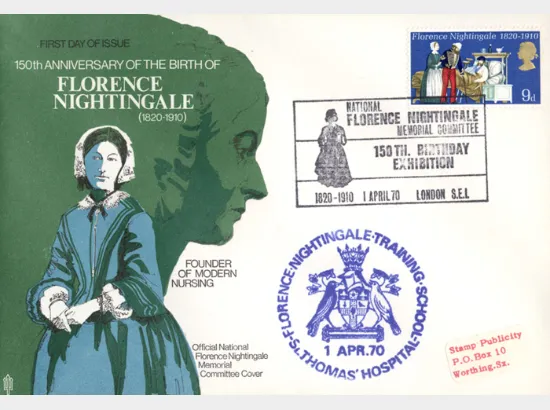 FIRST DAY OF ISSUE
150th ANNIVERSARY OF THE BIRTH OF
FLORENCE
NIGHTINGALE
(1820-1910)
FOUNDER
OF MODERN
NURSING
Official National
Florence Nightingale
Memorial
Committee Cover
Florence Nightingale 1820-1910
9d
NATIONAL
FLORENCE NIGHTINGALE
MEMORIAL COMMITTEE
150TH. BIRTHDAY
EXHIBITION
1820-1910 1 APRIL 70 LONDON S.E.1
FLORENCE·NIGHTINGALE·TRAINING·SCHOOL·
St. THOMAS' HOSPITAL·
1 APR.70
Stamp Publicity
P.O.Box 10
Worthing.Sx.